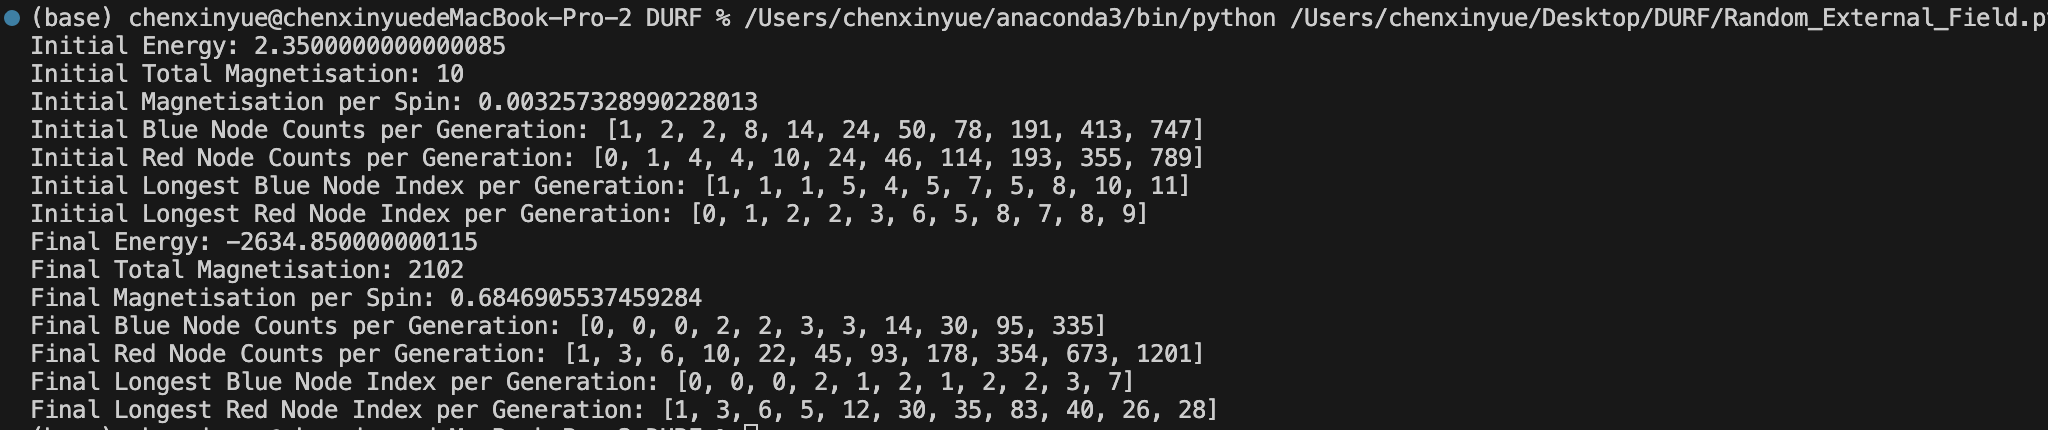 (base) chenxinyue@chenxinyuedeMacBook-Pro-2 DURF % /Users/chenxinyue/anaconda3/bin/python /Users/chenxinyue/Desktop/DURF/Random_External_Field.p
Initial Energy: 2.3500000000000085
Initial Total Magnetisation: 10
Initial Magnetisation per Spin: 0.003257328990228013
Initial Blue Node Counts per Generation: [1, 2, 2, 8, 14, 24, 50, 78, 191, 413, 747]
Initial Red Node Counts per Generation: [0, 1, 4, 4, 10, 24, 46, 114, 193, 355, 789]
Initial Longest Blue Node Index per Generation: [1, 1, 1, 5, 4, 5, 7, 5, 8, 10, 11]
Initial Longest Red Node Index per Generation: [0, 1, 2, 2, 3, 6, 5, 8, 7, 8, 9]
Final Energy: -2634.850000000115
Final Total Magnetisation: 2102
Final Magnetisation per Spin: 0.6846905537459284
Final Blue Node Counts per Generation: [0, 0, 0, 2, 2, 3, 3, 14, 30, 95, 335]
Final Red Node Counts per Generation: [1, 3, 6, 10, 22, 45, 93, 178, 354, 673, 1201]
Final Longest Blue Node Index per Generation: [0, 0, 0, 2, 1, 2, 1, 2, 2, 3, 7]
Final Longest Red Node Index per Generation: [1, 3, 6, 5, 12, 30, 35, 83, 40, 26, 28]